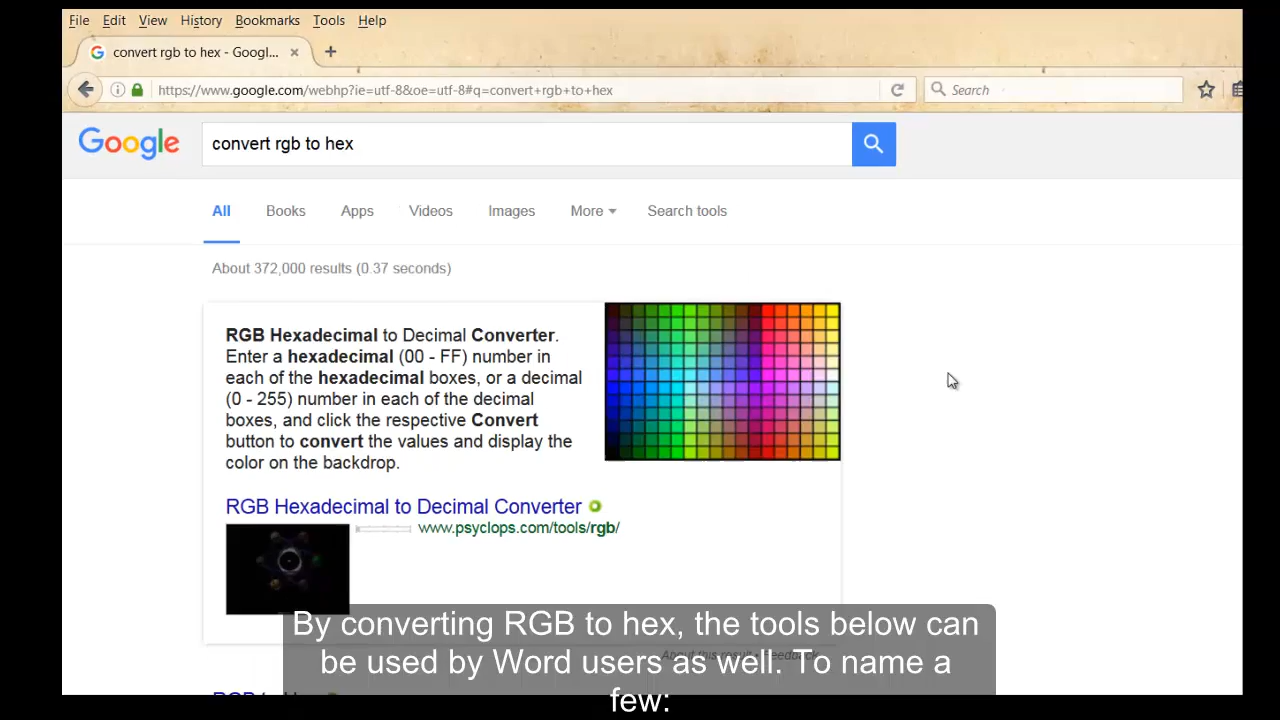 File Edit View History Bookmarks Tools Help
convert rgb to hex - Googl...
https://www.google.com/webhp?ie=utf-8&oe=utf-8#q=convert+rgb+to+hex
Search
Google
convert rgb to hex
All Books Apps Videos Images More Search tools
About 372,000 results (0.37 seconds)
RGB Hexadecimal to Decimal Converter.
Enter a hexadecimal (00 - FF) number in
each of the hexadecimal boxes, or a decimal
(0 - 255) number in each of the decimal
boxes, and click the respective Convert
button to convert the values and display the
color on the backdrop.
RGB Hexadecimal to Decimal Converter
www.psyclops.com/tools/rgb/
By converting RGB to hex, the tools below can
be used by Word users as well. To name a
few:
About this result • Feedback